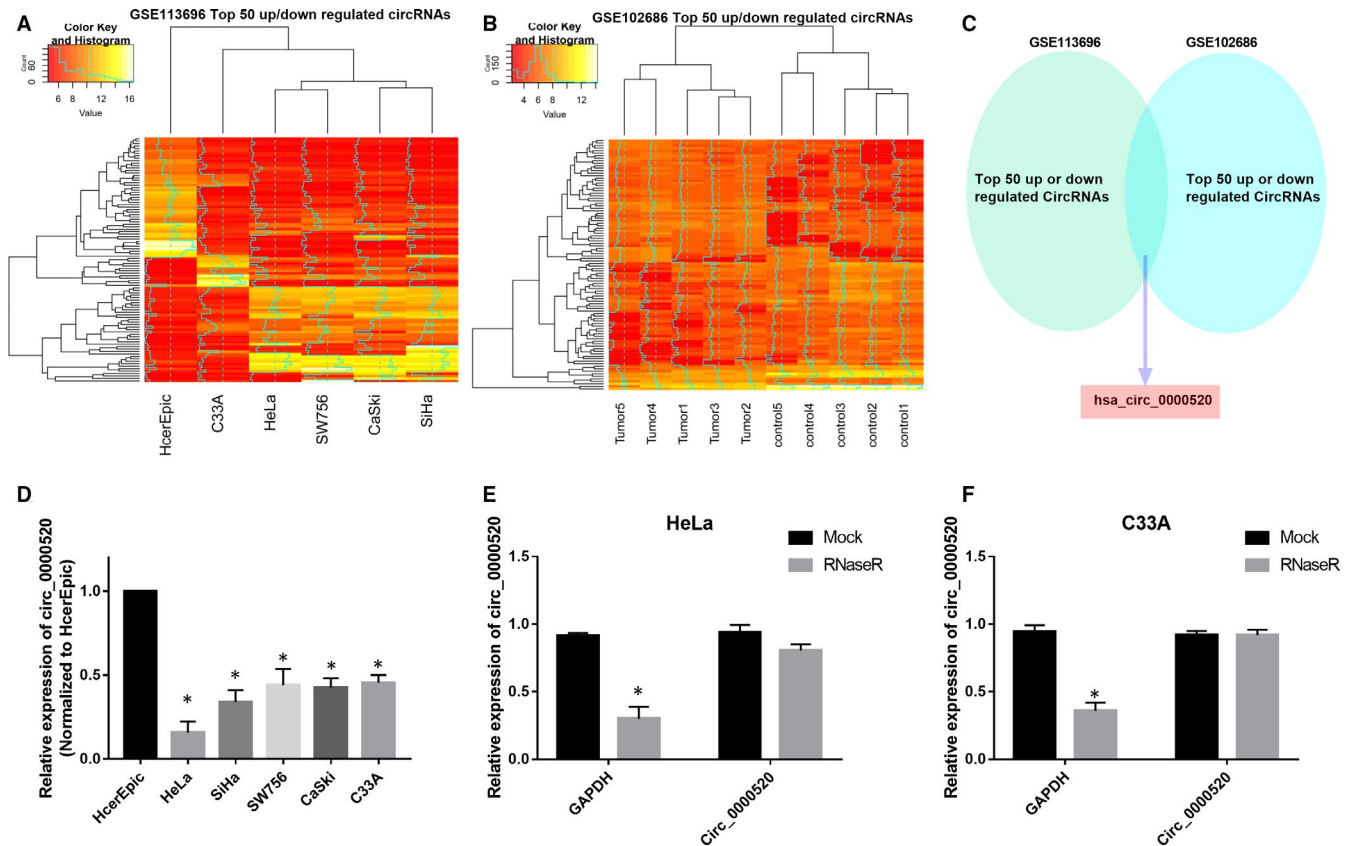 A
GSE113696 Top 50 up/down regulated circRNAs
Color Key
and Histogram
Count
0 60
6 8 12 16
Value
HcerEpic
C33A
HeLa
SW756
CaSki
SiHa
B
GSE102686 Top 50 up/down regulated circRNAs
Color Key
and Histogram
Count
0 150
4 6 8 12
Value
Tumor5
Tumor4
Tumor1
Tumor3
Tumor2
control5
control4
control3
control2
control1
C
GSE113696
GSE102686
Top 50 up or down
regulated CircRNAs
Top 50 up or down
regulated CircRNAs
hsa_circ_0000520
D
Relative expression of circ_0000520
(Normalized to HcerEpic)
1.0
0.5
0.0
* * * * *
HcerEpic
HeLa
SiHa
SW756
CaSki
C33A
E
HeLa
Mock
RNaseR
Relative expression of circ_0000520
1.5
1.0
0.5
0.0
*
GAPDH
Circ_0000520
F
C33A
Mock
RNaseR
Relative expression of circ_0000520
1.5
1.0
0.5
0.0
*
GAPDH
Circ_0000520